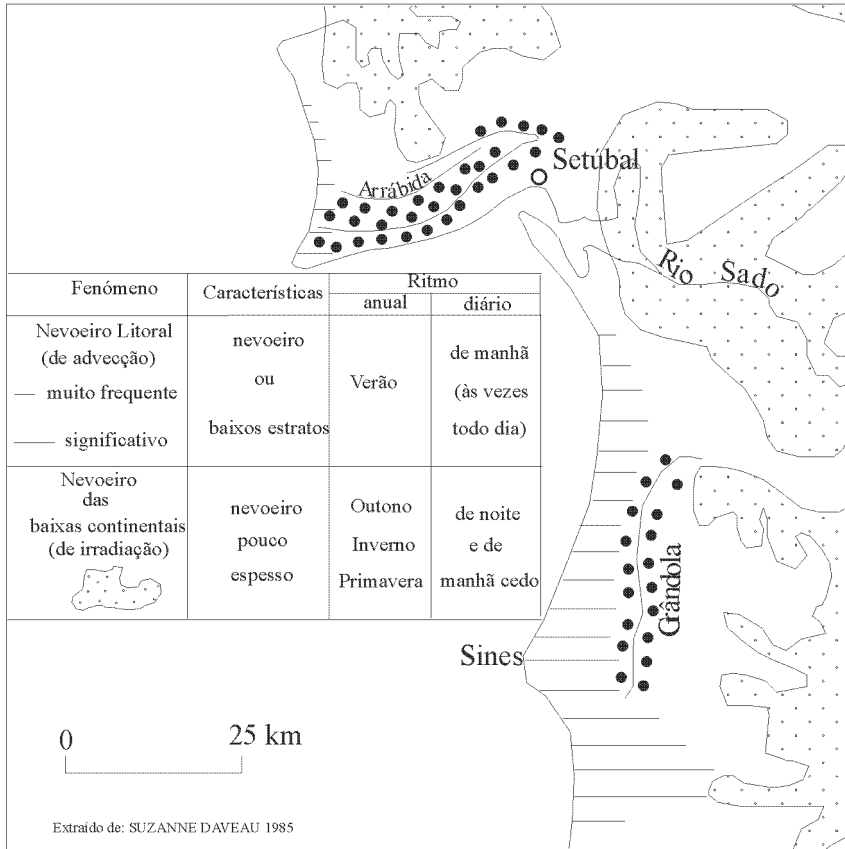 Setúbal
Arrábida
Rio Sado
Fenómeno
Características
Ritmo
anual
diário
Nevoeiro Litoral
(de advecção)
— muito frequente
— significativo
nevoeiro
ou
baixos estratos
Verão
de manhã
(às vezes
todo dia)
Nevoeiro
das
baixas continentais
(de irradiação)
nevoeiro
pouco
espesso
Outono
Inverno
Primavera
de noite
e de
manhã cedo
Grândola
Sines
0 25 km
Extraído de: SUZANNE DAVEAU 1985